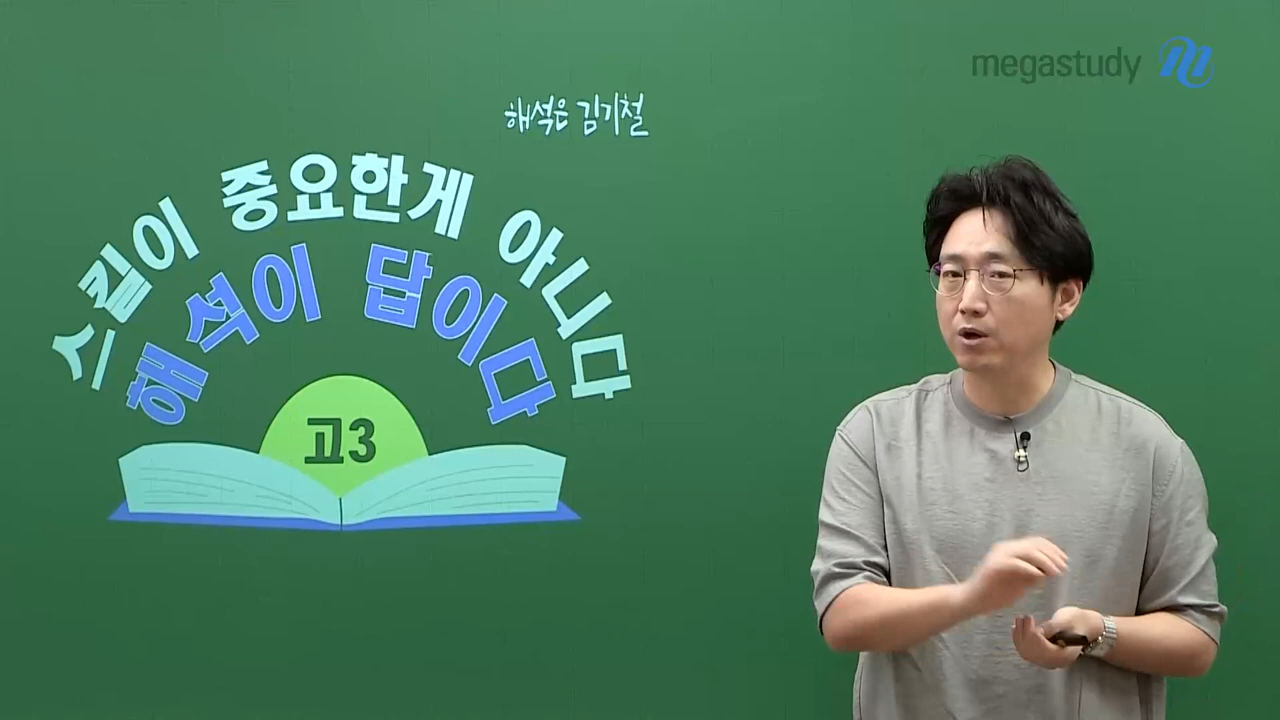 megastudy
해석은 김기철
스킬이 중요한게 아니다
해석이 답이다
고3